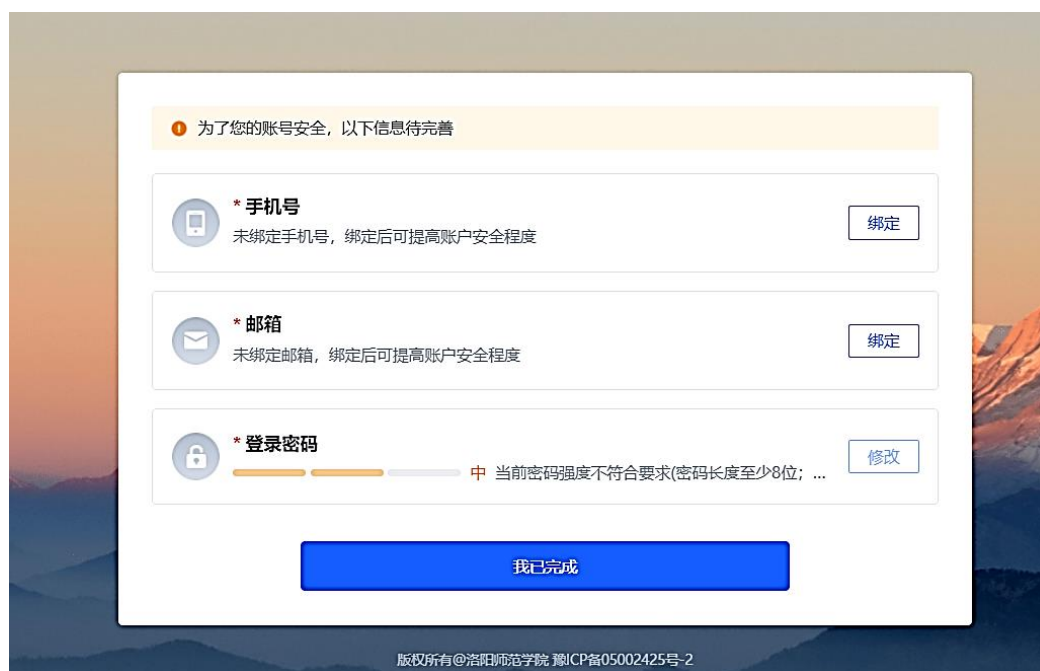 为了您的账号安全，以下信息待完善
* 手机号
未绑定手机号，绑定后可提高账户安全程度
绑定
* 邮箱
未绑定邮箱，绑定后可提高账户安全程度
绑定
* 登录密码
中 当前密码强度不符合要求(密码长度至少8位；...
修改
我已完成
版权所有@洛阳师范学院 豫ICP备05002425号-2